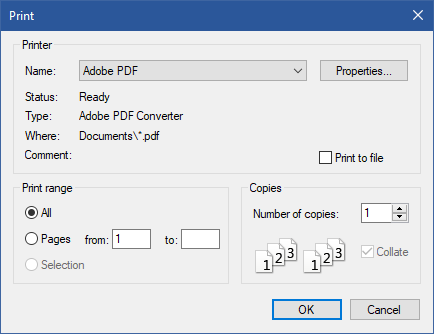 Print
Printer
Name: Adobe PDF Properties...
Status: Ready
Type: Adobe PDF Converter
Where: Documents\*.pdf
Comment: Print to file
Print range
All
Pages from: 1 to:
Selection
Copies
Number of copies: 1
1 2 3 1 2 3 Collate
OK Cancel